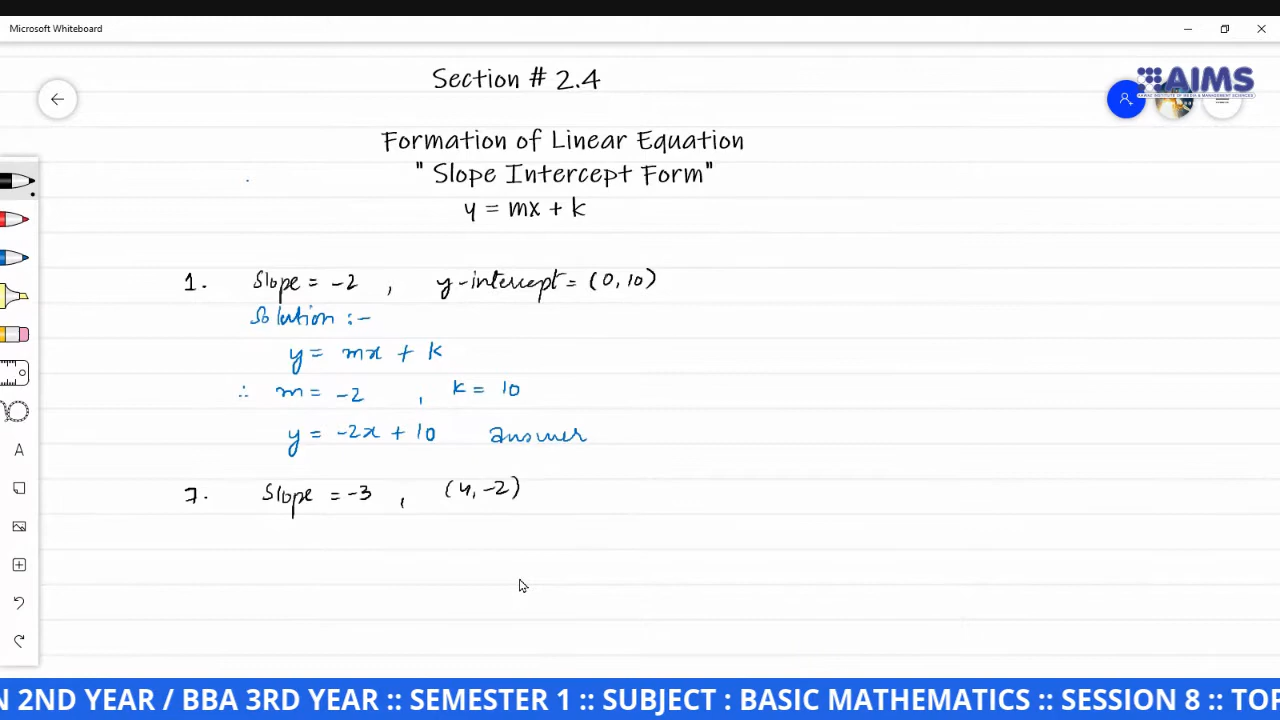 Microsoft Whiteboard
Section # 2.4
AIMS
Formation of Linear Equation
" Slope Intercept Form"
y = mx + k
1. Slope = -2 , y-intercept = (0, 10)
Solution :-
y = mx + k
∴ m = -2 , k = 10
y = -2x + 10 answer
7. Slope = -3 , (4, -2)
A
N 2ND YEAR / BBA 3RD YEAR :: SEMESTER 1 :: SUBJECT : BASIC MATHEMATICS :: SESSION 8 :: TOP